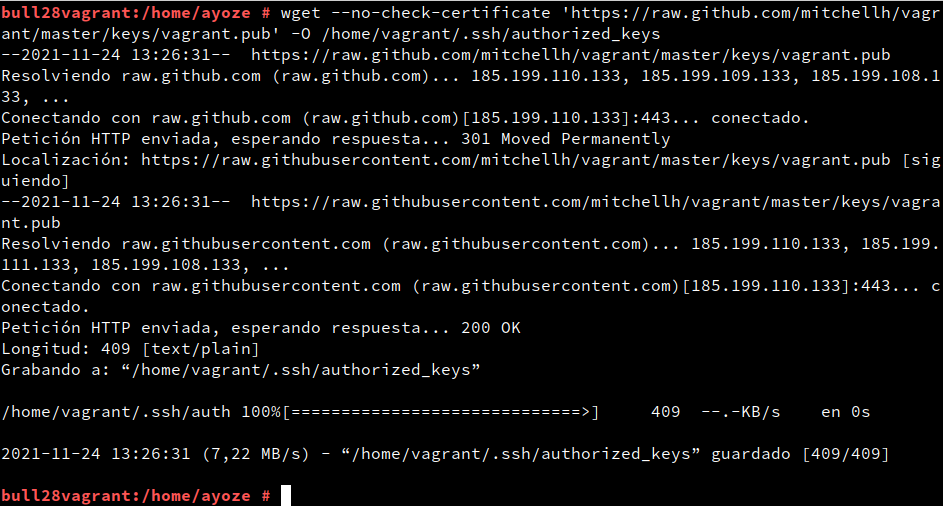 bull28vagrant:/home/ayoze # wget --no-check-certificate 'https://raw.github.com/mitchellh/vagr
ant/master/keys/vagrant.pub' -O /home/vagrant/.ssh/authorized_keys
--2021-11-24 13:26:31--  https://raw.github.com/mitchellh/vagrant/master/keys/vagrant.pub
Resolviendo raw.github.com (raw.github.com)... 185.199.110.133, 185.199.109.133, 185.199.108.1
33, ...
Conectando con raw.github.com (raw.github.com)[185.199.110.133]:443... conectado.
Petición HTTP enviada, esperando respuesta... 301 Moved Permanently
Localización: https://raw.githubusercontent.com/mitchellh/vagrant/master/keys/vagrant.pub [sig
uiendo]
--2021-11-24 13:26:31--  https://raw.githubusercontent.com/mitchellh/vagrant/master/keys/vagra
nt.pub
Resolviendo raw.githubusercontent.com (raw.githubusercontent.com)... 185.199.110.133, 185.199.
111.133, 185.199.108.133, ...
Conectando con raw.githubusercontent.com (raw.githubusercontent.com)[185.199.110.133]:443... c
onectado.
Petición HTTP enviada, esperando respuesta... 200 OK
Longitud: 409 [text/plain]
Grabando a: “/home/vagrant/.ssh/authorized_keys”
/home/vagrant/.ssh/auth 100%[=============================>]     409  --.-KB/s    en 0s
2021-11-24 13:26:31 (7,22 MB/s) - “/home/vagrant/.ssh/authorized_keys” guardado [409/409]
bull28vagrant:/home/ayoze #